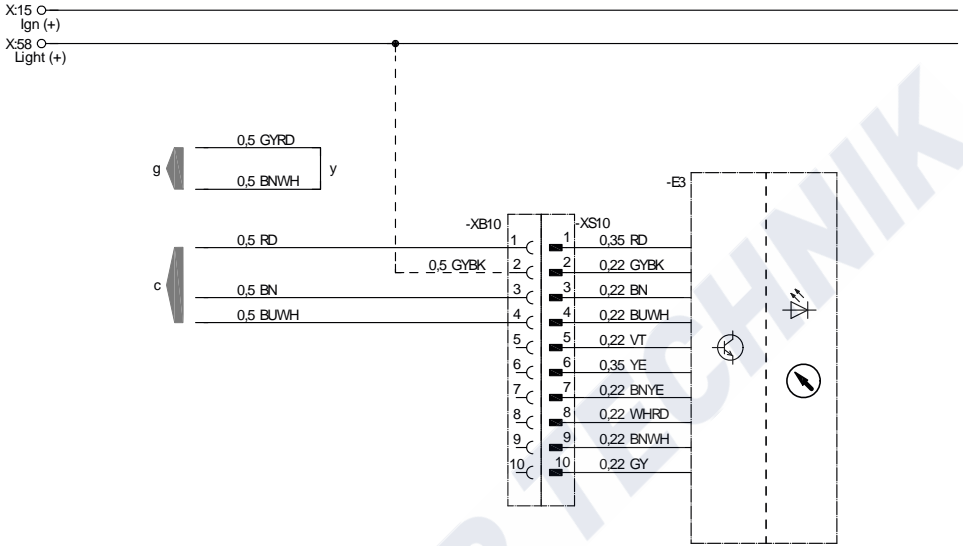 X:15
Ign (+)
X:58
Light (+)
0,5 GYRD
g
y
0,5 BNWH
-E3
-XB10
-XS10
0,5 RD
1
1
0,35 RD
0,5 GYBK
2
2
0,22 GYBK
c
0,5 BN
3
3
0,22 BN
0,5 BUWH
4
4
0,22 BUWH
5
5
0,22 VT
6
6
0,35 YE
7
7
0,22 BNYE
8
8
0,22 WHRD
9
9
0,22 BNWH
10
10
0,22 GY
TECHNIK